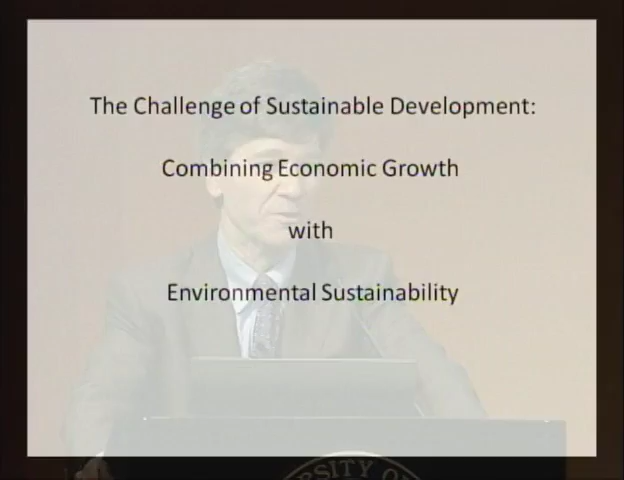 The Challenge of Sustainable Development:
Combining Economic Growth
with
Environmental Sustainability